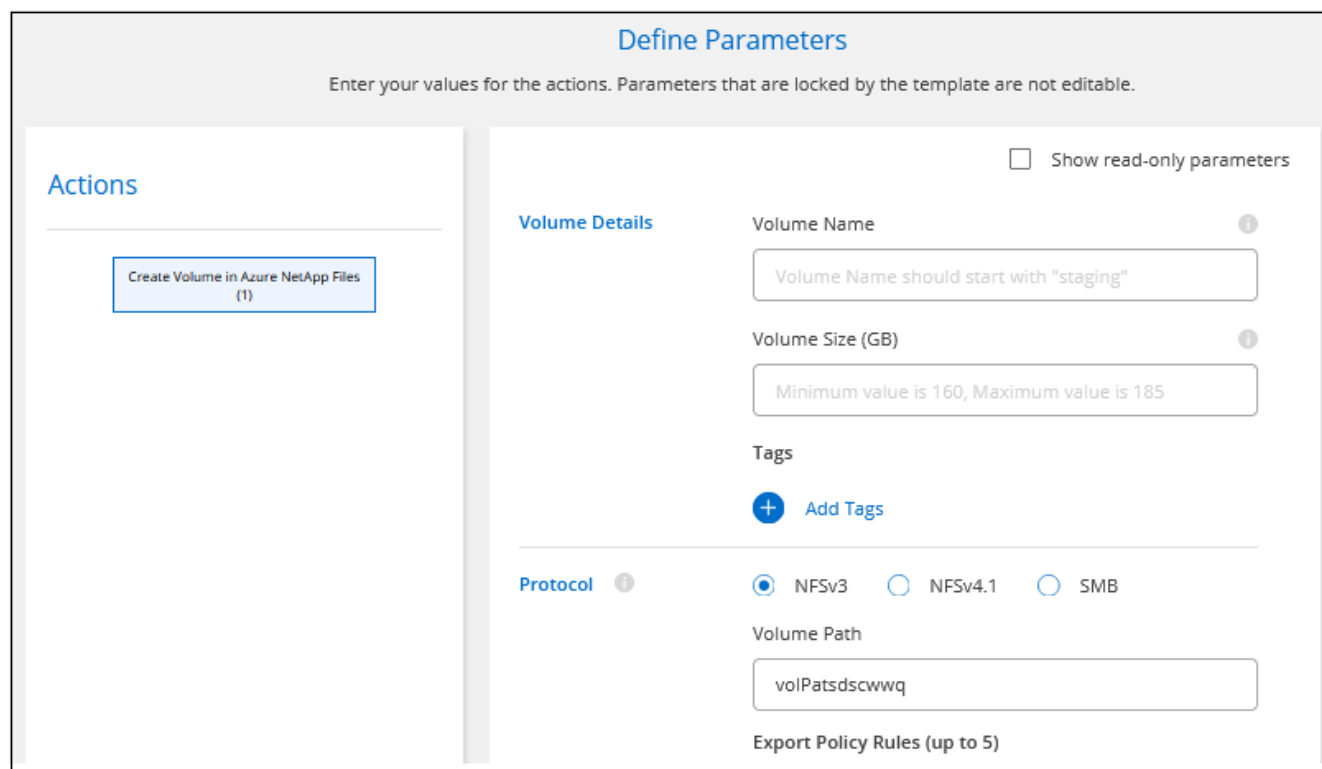 Define Parameters
Enter your values for the actions. Parameters that are locked by the template are not editable.
Actions
Create Volume in Azure NetApp Files
(1)
Show read-only parameters
Volume Details
Volume Name
Volume Name should start with "staging"
Volume Size (GB)
Minimum value is 160, Maximum value is 185
Tags
Add Tags
Protocol
NFSv3 NFSv4.1 SMB
Volume Path
volPatsdscwwq
Export Policy Rules (up to 5)